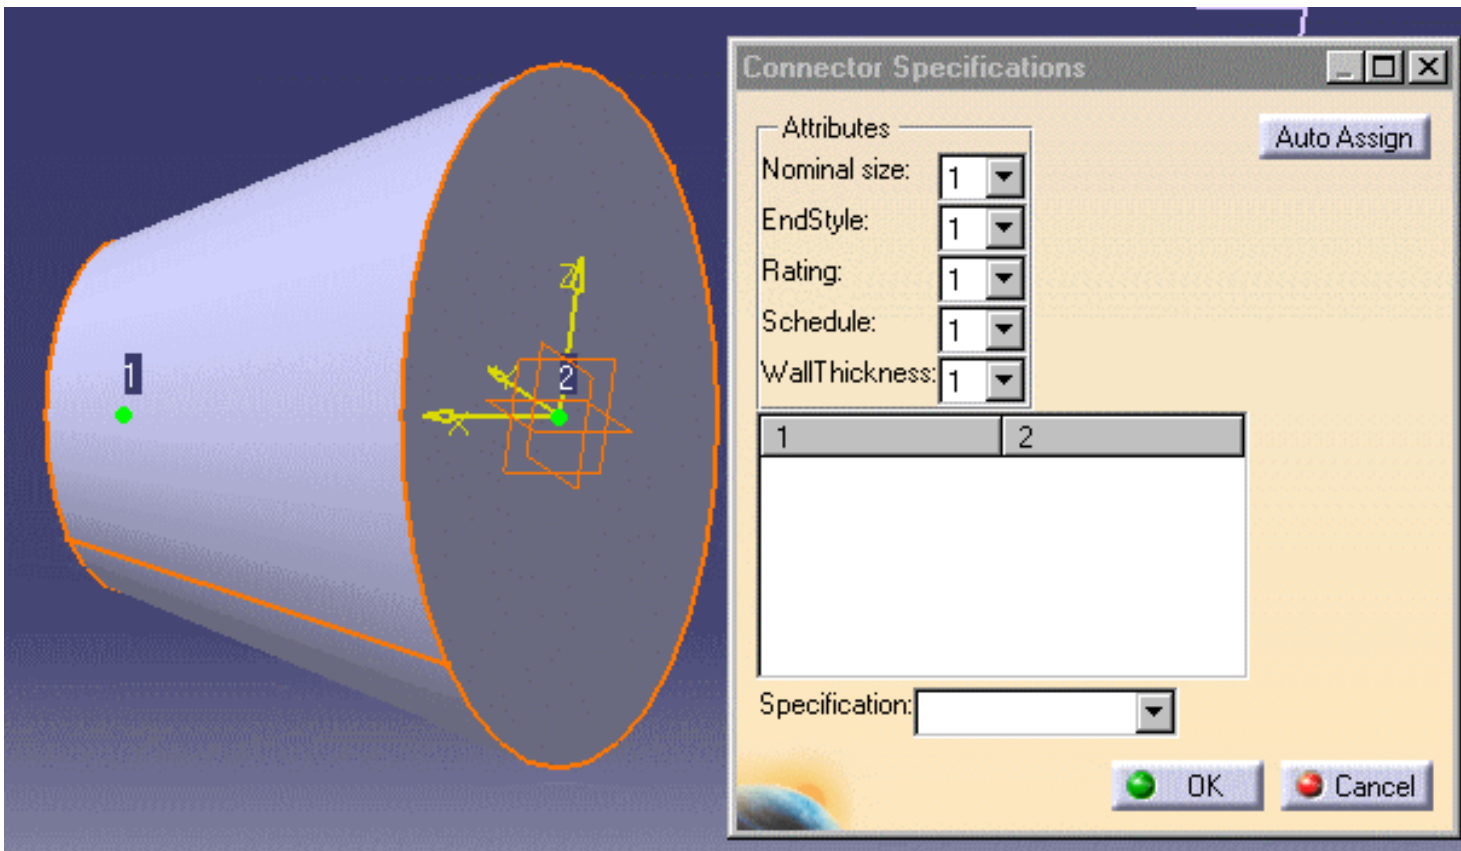 Connector Specifications
Attributes
Auto Assign
Nominal size: 1
EndStyle: 1
Rating: 1
Schedule: 1
WallThickness: 1
1 2
Specification:
OK Cancel
Z
1
2
Y
X